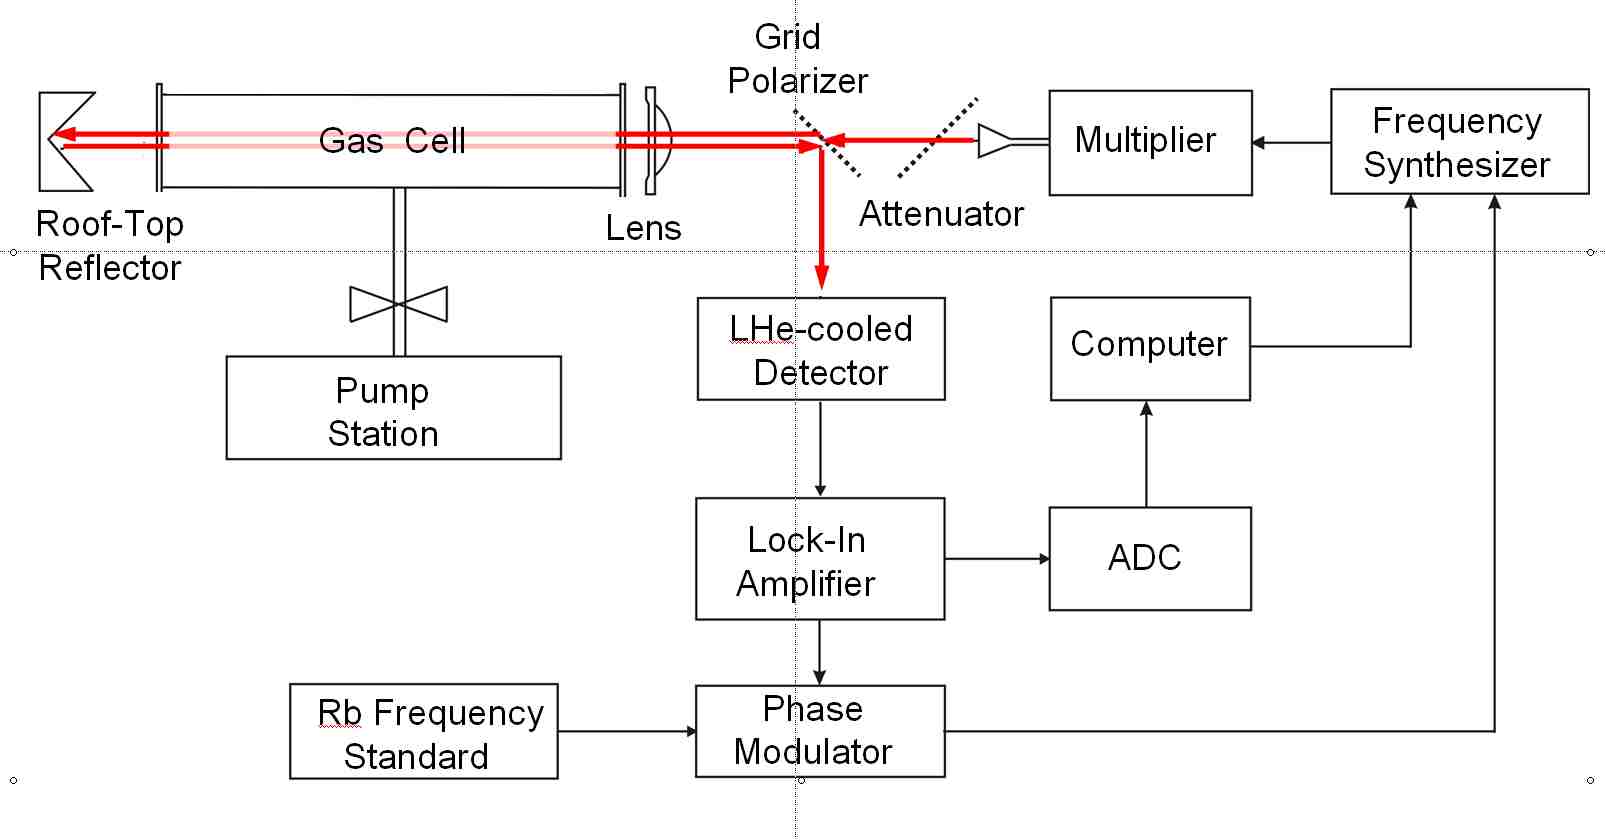 Grid
Polarizer
Gas Cell
Multiplier
Frequency
Synthesizer
Roof-Top
Reflector
Lens
Attenuator
LHe-cooled
Detector
Computer
Pump
Station
Lock-In
Amplifier
ADC
Rb Frequency
Standard
Phase
Modulator